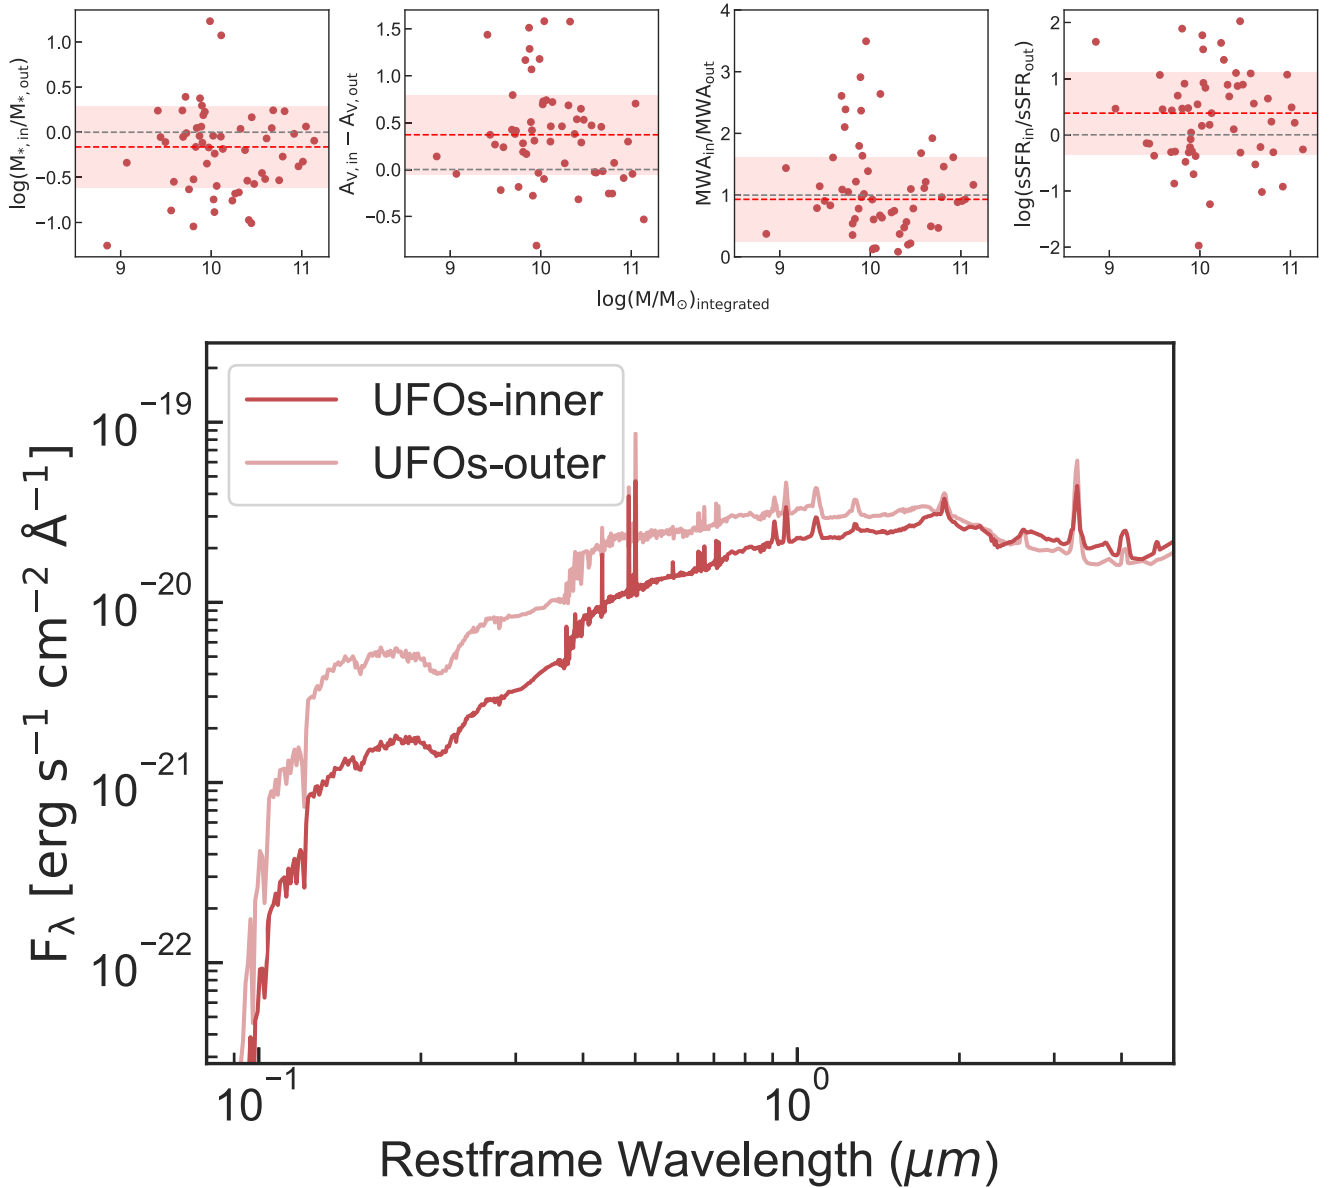 log(M*,in/M*,out)
1.0
0.5
0.0
−0.5
−1.0
9 10 11
AV,in − AV,out
1.5
1.0
0.5
0.0
−0.5
9 10 11
MWAin/MWAout
4
3
2
1
0
9 10 11
log(sSFRin/sSFRout)
2
1
0
−1
−2
9 10 11
log(M/M⊙)integrated
UFOs-inner
UFOs-outer
Fλ [erg s−1 cm−2 Å−1]
10−19
10−20
10−21
10−22
10−1 100
Restframe Wavelength (μm)